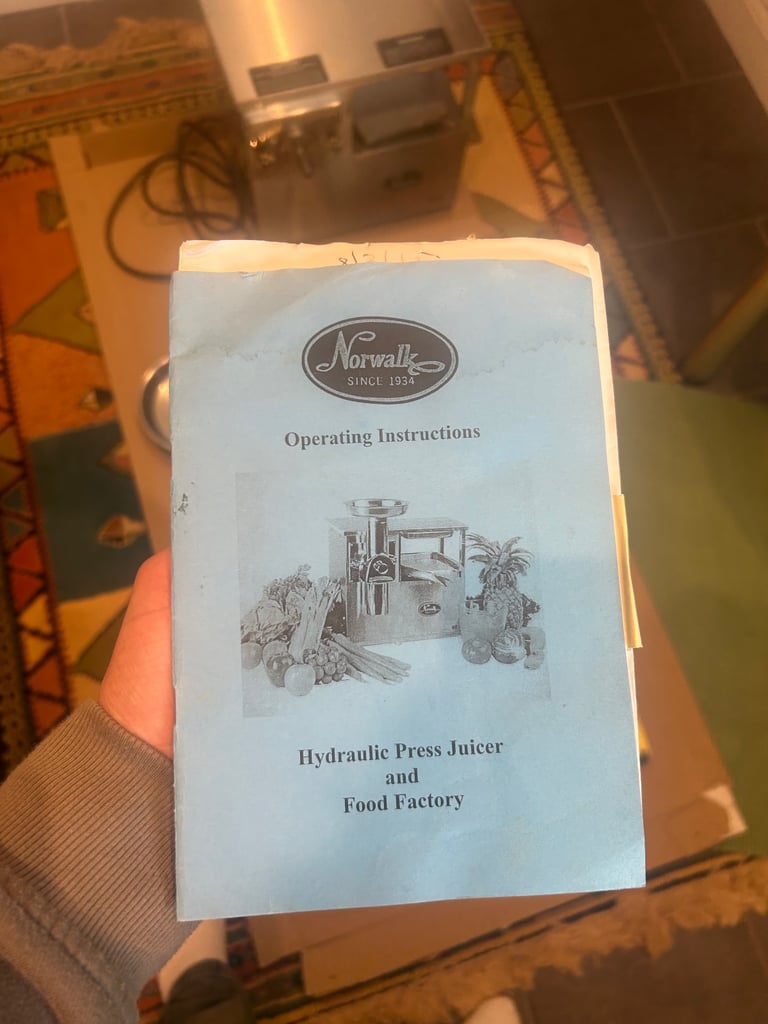 Norwalk
SINCE 1934
Operating Instructions
Hydraulic Press Juicer
and
Food Factory